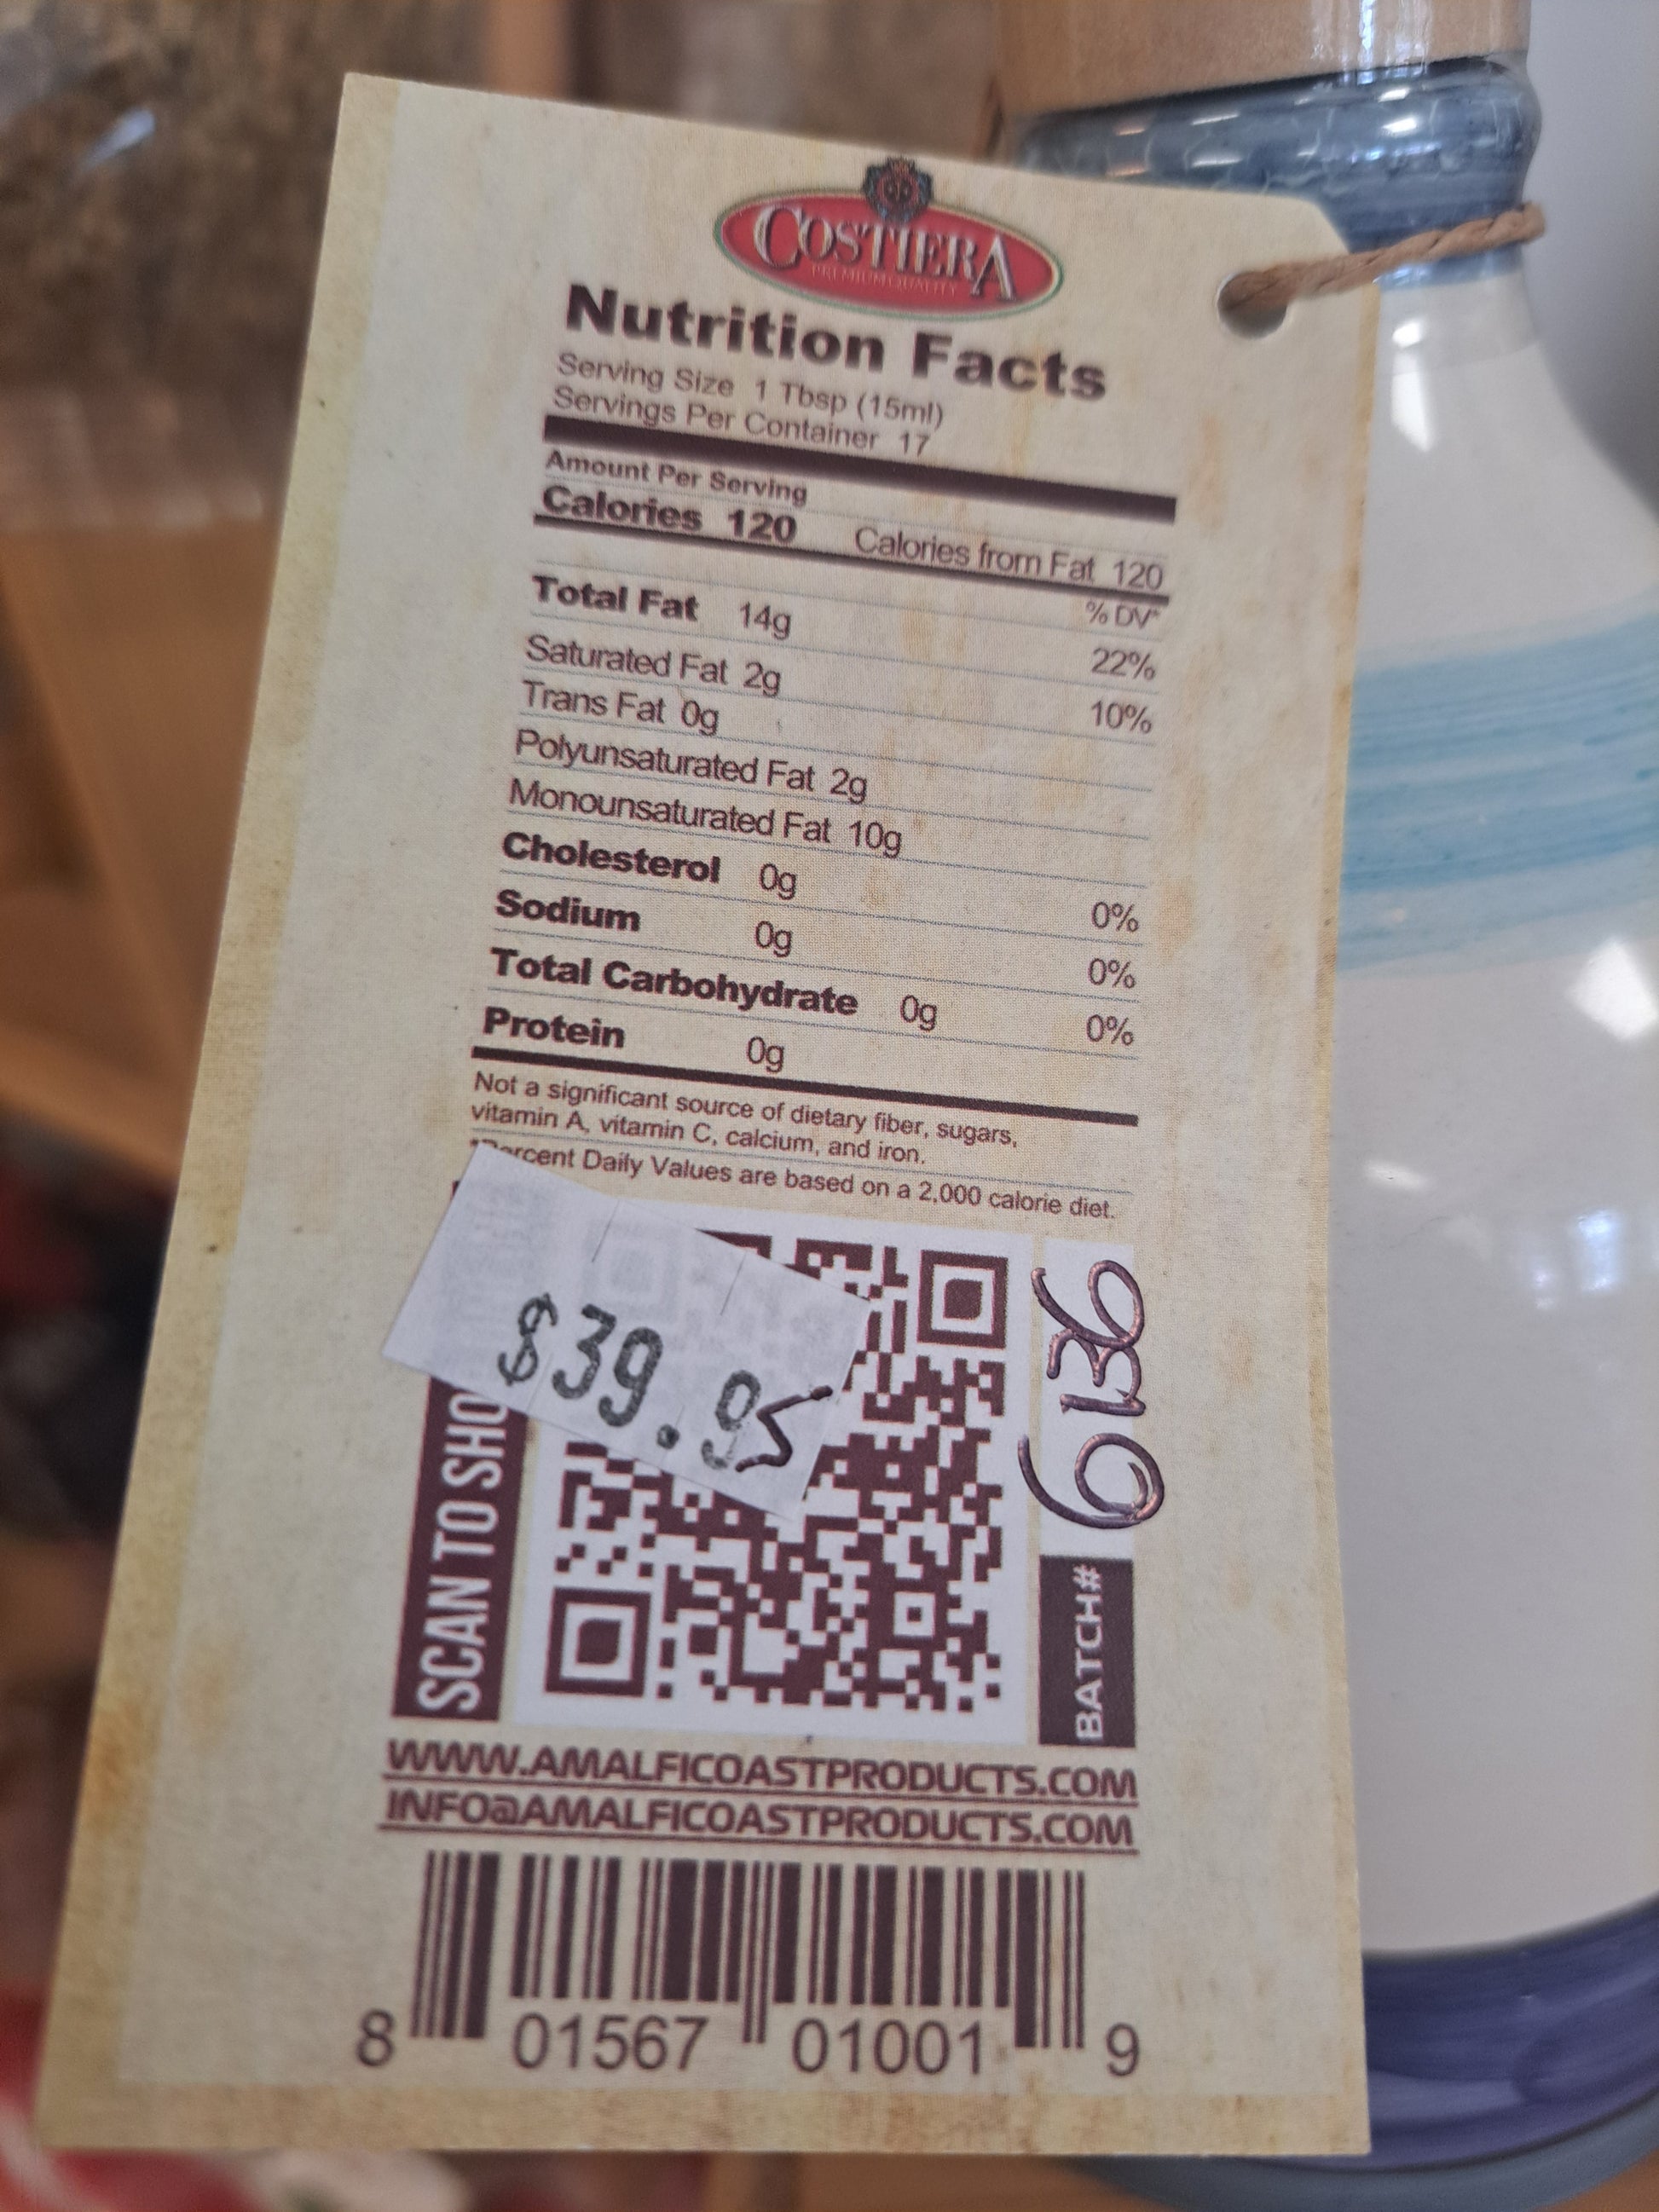 COSTIERA
PREMIUM QUALITY
Nutrition Facts
Serving Size 1 Tbsp (15ml)
Servings Per Container 17
Amount Per Serving
Calories 120 Calories from Fat 120
% DV*
Total Fat 14g 22%
Saturated Fat 2g 10%
Trans Fat 0g
Polyunsaturated Fat 2g
Monounsaturated Fat 10g
Cholesterol 0g 0%
Sodium 0g 0%
Total Carbohydrate 0g 0%
Protein 0g
Not a significant source of dietary fiber, sugars,
vitamin A, vitamin C, calcium, and iron.
*Percent Daily Values are based on a 2,000 calorie diet.
$39.95
SCAN TO SHO
BATCH# 6136
WWW.AMALFICOASTPRODUCTS.COM
INFO@AMALFICOASTPRODUCTS.COM
8 01567 01001 9